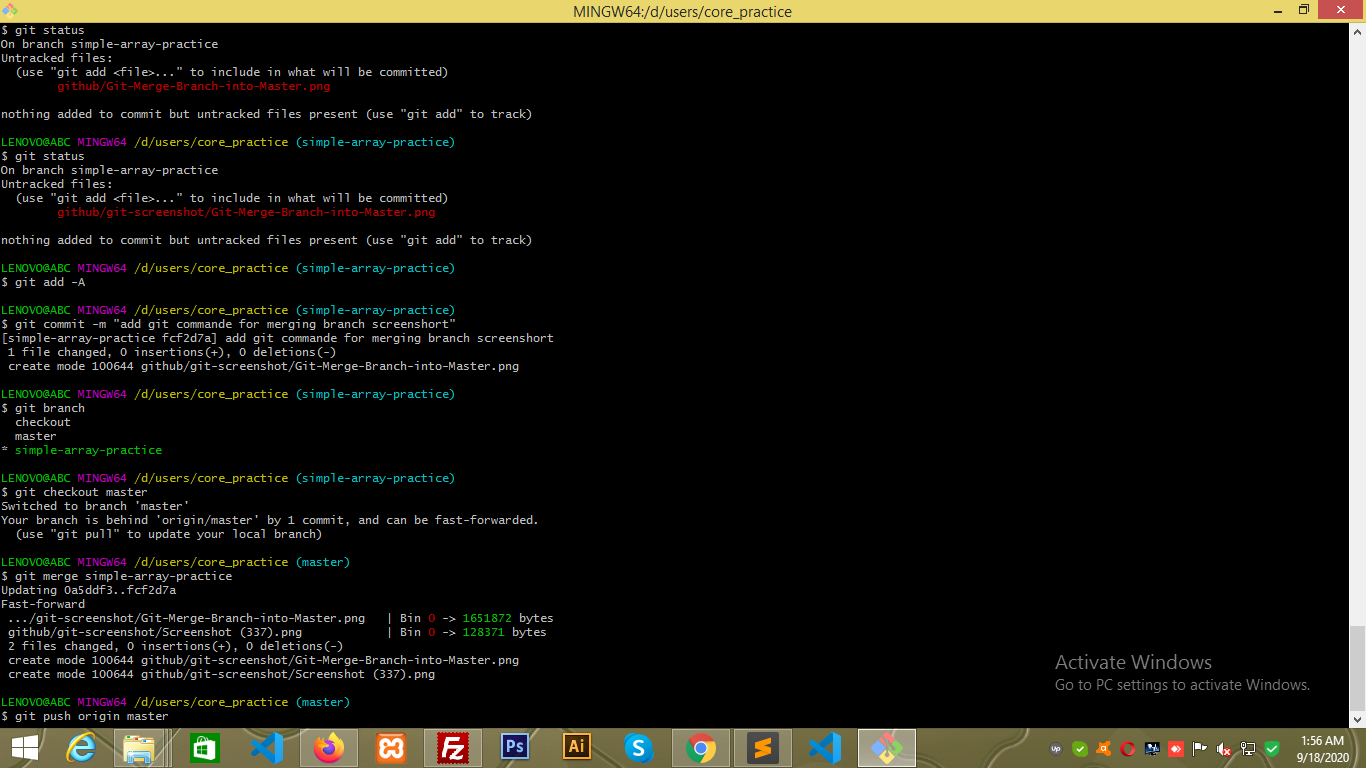 MINGW64:/d/users/core_practice
$ git status
On branch simple-array-practice
Untracked files:
  (use "git add <file>..." to include in what will be committed)
        github/Git-Merge-Branch-into-Master.png
nothing added to commit but untracked files present (use "git add" to track)
LENOVO@ABC MINGW64 /d/users/core_practice (simple-array-practice)
$ git status
On branch simple-array-practice
Untracked files:
  (use "git add <file>..." to include in what will be committed)
        github/git-screenshot/Git-Merge-Branch-into-Master.png
nothing added to commit but untracked files present (use "git add" to track)
LENOVO@ABC MINGW64 /d/users/core_practice (simple-array-practice)
$ git add -A
LENOVO@ABC MINGW64 /d/users/core_practice (simple-array-practice)
$ git commit -m "add git commande for merging branch screenshort"
[simple-array-practice fcf2d7a] add git commande for merging branch screenshort
 1 file changed, 0 insertions(+), 0 deletions(-)
 create mode 100644 github/git-screenshot/Git-Merge-Branch-into-Master.png
LENOVO@ABC MINGW64 /d/users/core_practice (simple-array-practice)
$ git branch
  checkout
  master
* simple-array-practice
LENOVO@ABC MINGW64 /d/users/core_practice (simple-array-practice)
$ git checkout master
Switched to branch 'master'
Your branch is behind 'origin/master' by 1 commit, and can be fast-forwarded.
  (use "git pull" to update your local branch)
LENOVO@ABC MINGW64 /d/users/core_practice (master)
$ git merge simple-array-practice
Updating 0a5ddf3..fcf2d7a
Fast-forward
 .../git-screenshot/Git-Merge-Branch-into-Master.png   | Bin 0 -> 1651872 bytes
 github/git-screenshot/Screenshot (337).png            | Bin 0 -> 128371 bytes
 2 files changed, 0 insertions(+), 0 deletions(-)
 create mode 100644 github/git-screenshot/Git-Merge-Branch-into-Master.png
 create mode 100644 github/git-screenshot/Screenshot (337).png
LENOVO@ABC MINGW64 /d/users/core_practice (master)
$ git push origin master
Activate Windows
Go to PC settings to activate Windows.
Fz
Ps
Ai
S
up
1:56 AM
9/18/2020